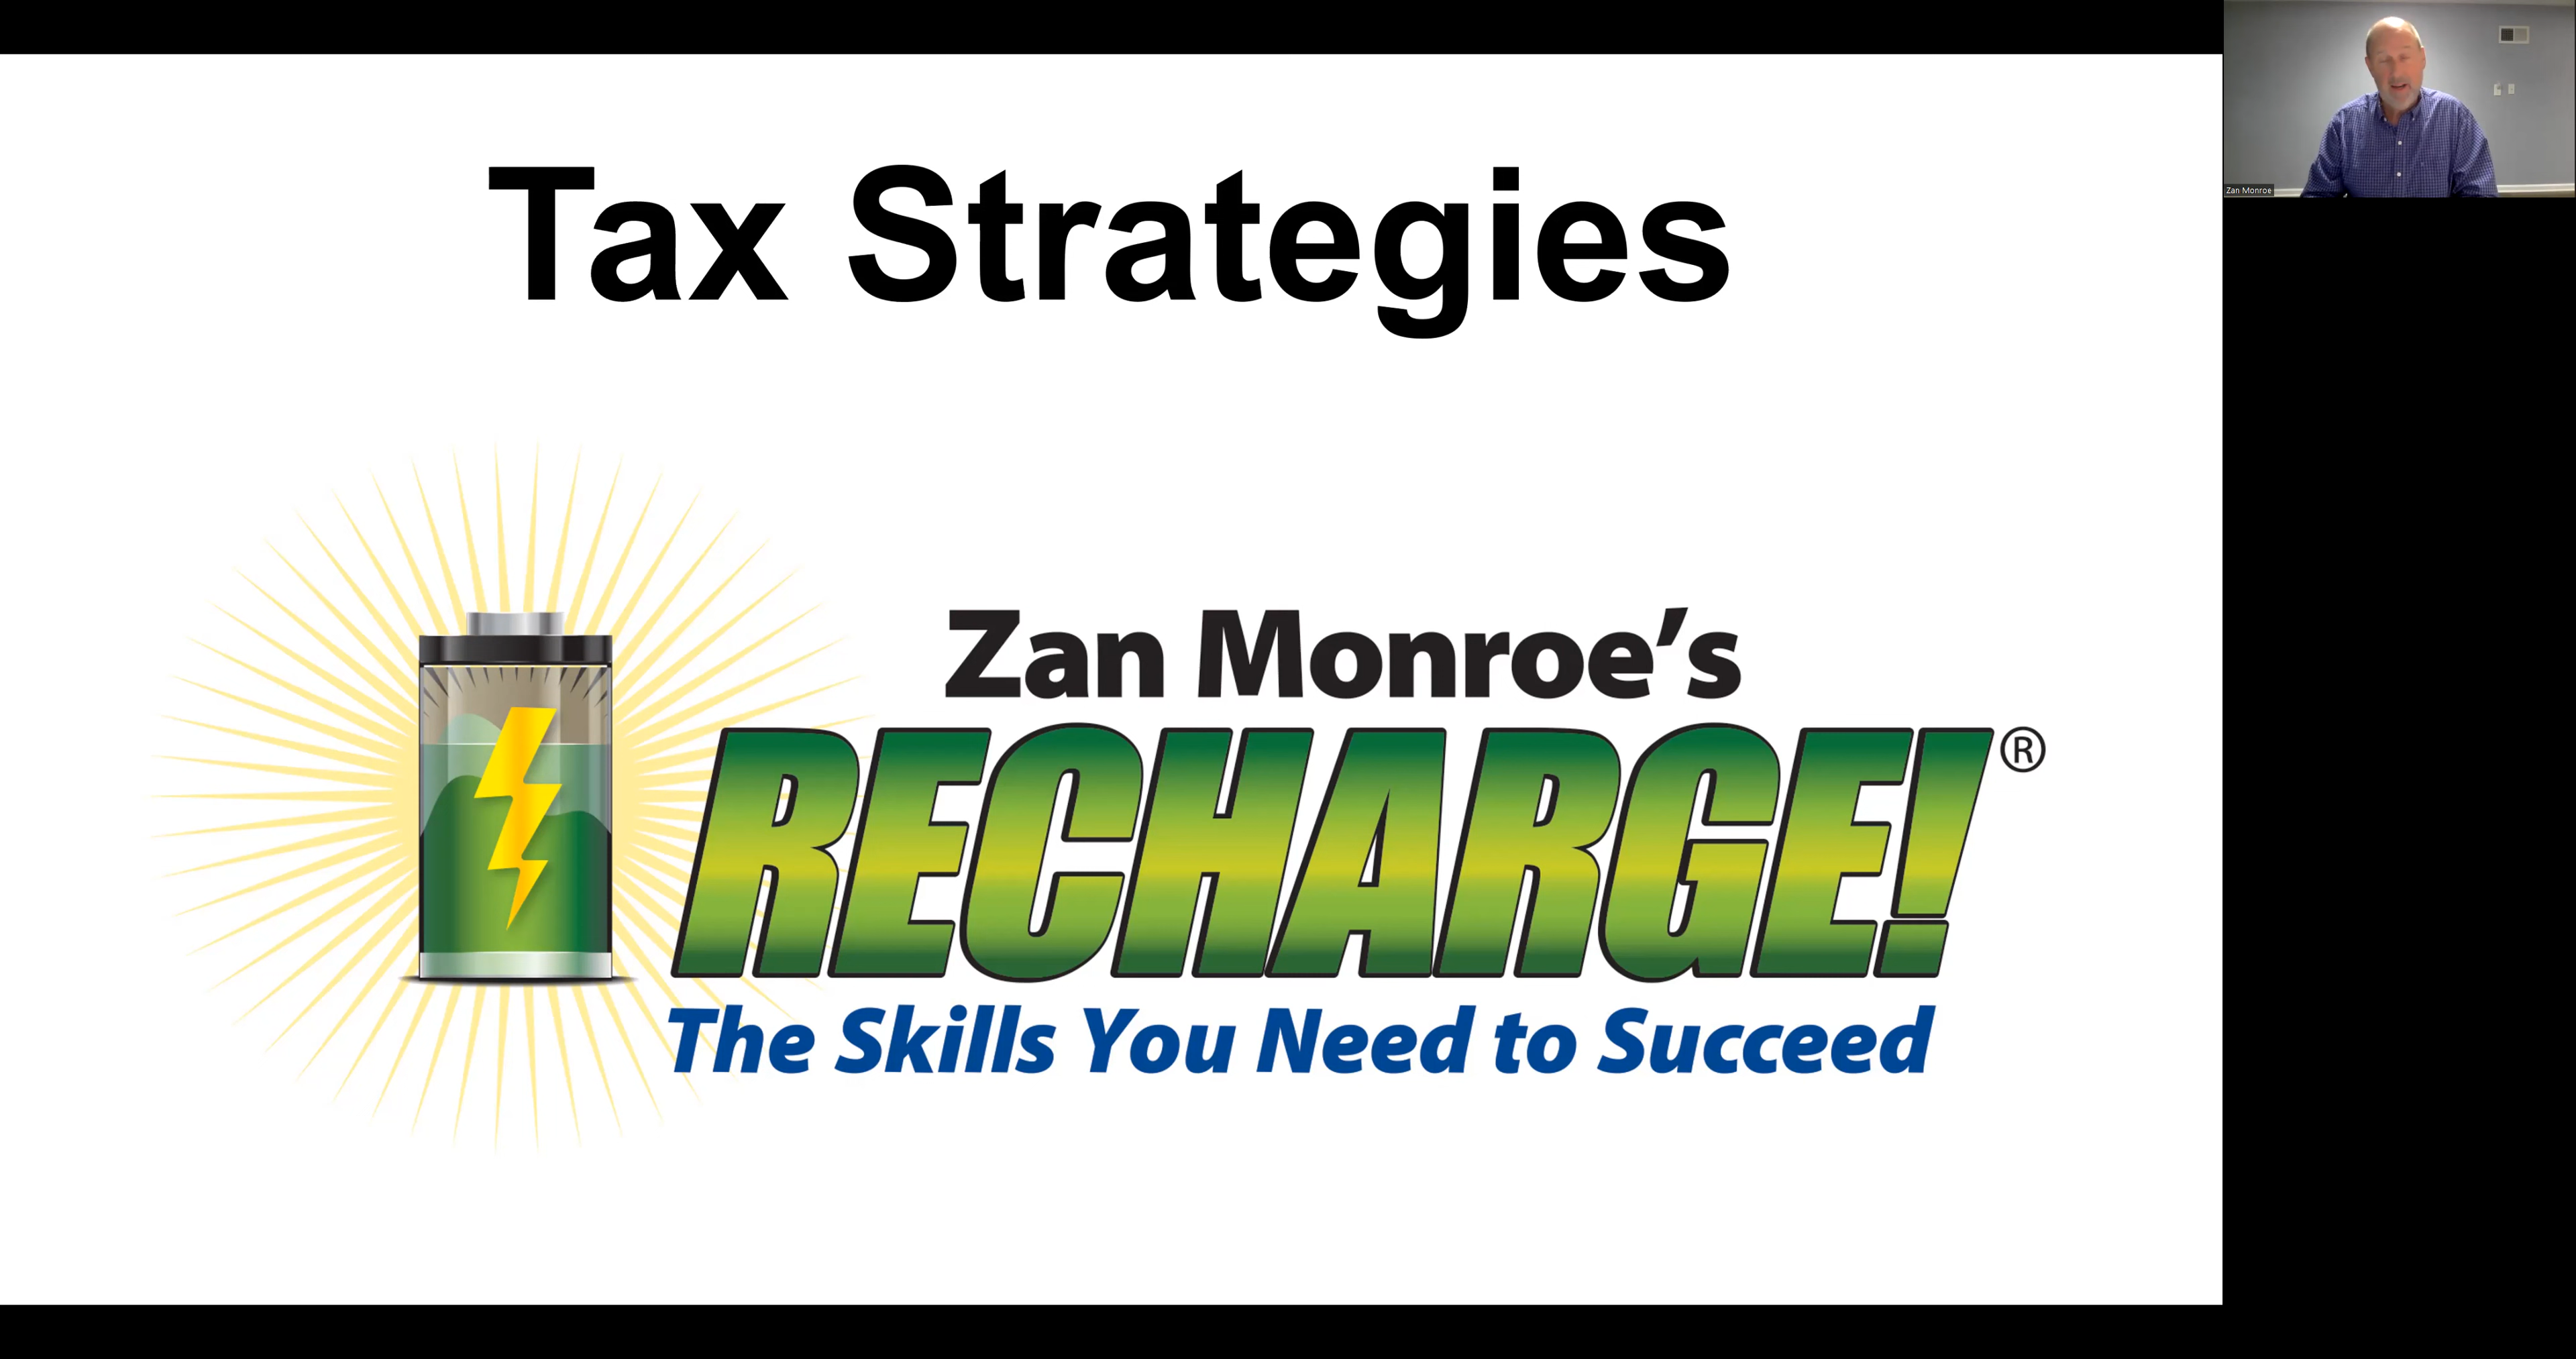 Tax Strategies
Zan Monroe's
RECHARGE!®
The Skills You Need to Succeed
Zan Monroe